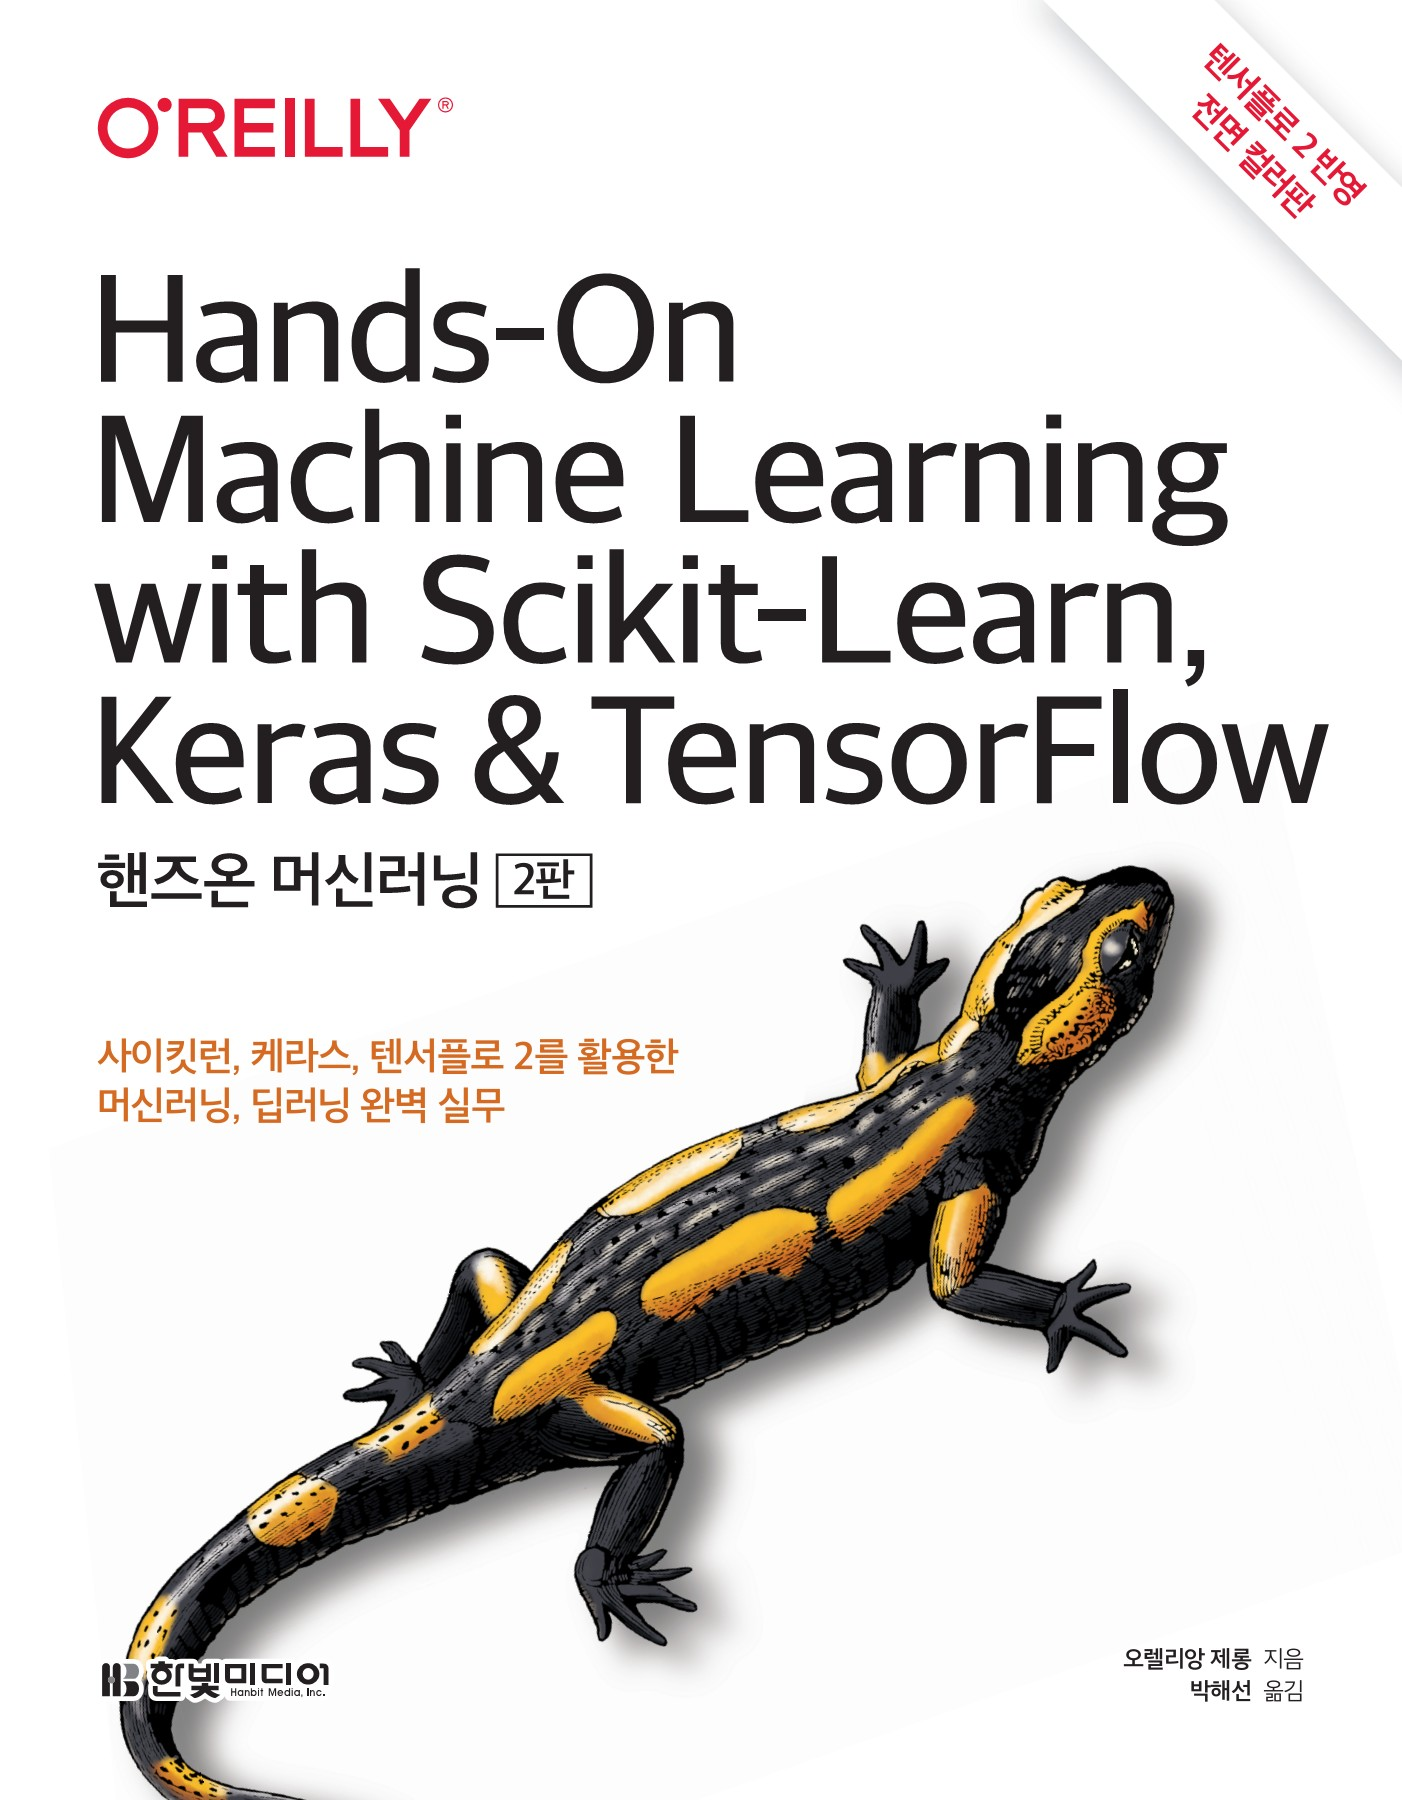 O'REILLY®
텐서플로 2 반영
전면 컬러판
Hands-On
Machine Learning
with Scikit-Learn,
Keras & TensorFlow
핸즈온 머신러닝 2판
사이킷런, 케라스, 텐서플로 2를 활용한
머신러닝, 딥러닝 완벽 실무
HB 한빛미디어
Hanbit Media, Inc.
오렐리앙 제롱 지음
박해선 옮김